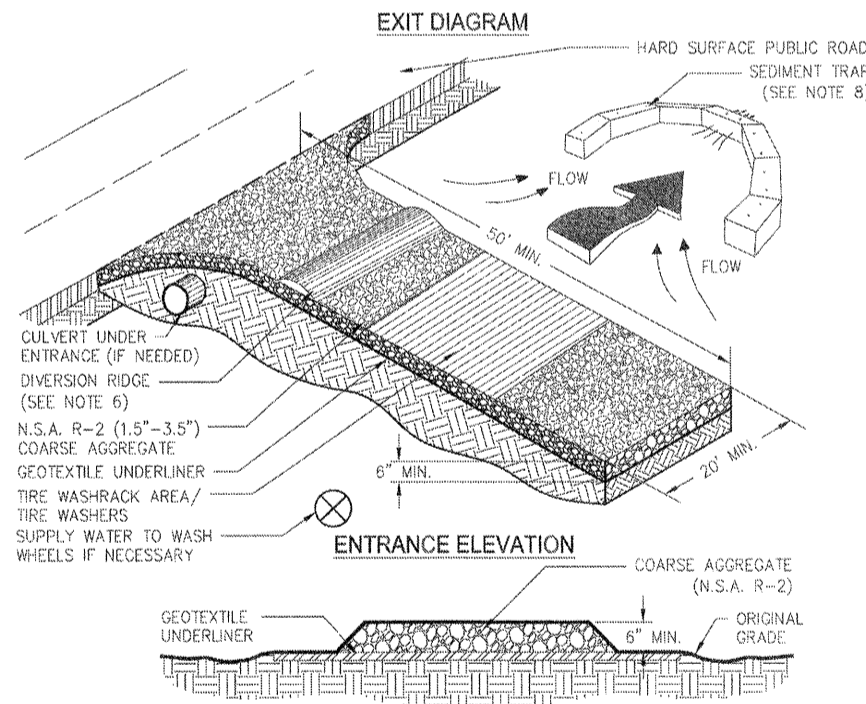 EXIT DIAGRAM
HARD SURFACE PUBLIC ROAD
SEDIMENT TRAP
(SEE NOTE 8)
FLOW
50' MIN.
FLOW
CULVERT UNDER
ENTRANCE (IF NEEDED)
DIVERSION RIDGE
(SEE NOTE 6)
N.S.A. R-2 (1.5"-3.5")
COARSE AGGREGATE
GEOTEXTILE UNDERLINER
TIRE WASHRACK AREA/
TIRE WASHERS
SUPPLY WATER TO WASH
WHEELS IF NECESSARY
6" MIN.
20' MIN.
ENTRANCE ELEVATION
COARSE AGGREGATE
(N.S.A. R-2)
GEOTEXTILE
UNDERLINER
6" MIN.
ORIGINAL
GRADE